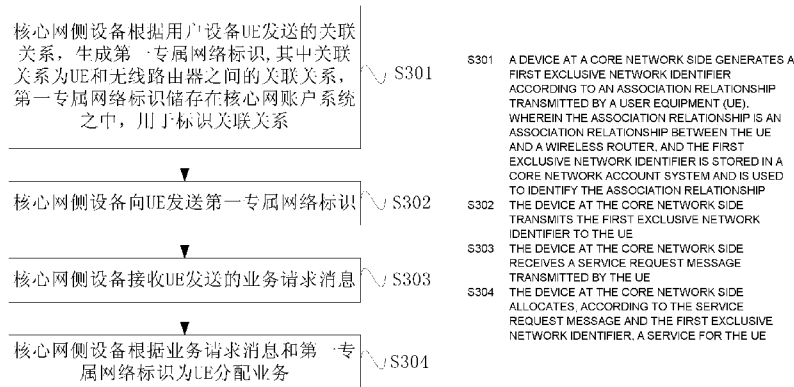 核心网侧设备根据用户设备UE发送的关联
关系，生成第一专属网络标识,其中关联
关系为UE和无线路由器之间的关联关系，
第一专属网络标识储存在核心网账户系统
之中，用于标识关联关系
S301
核心网侧设备向UE发送第一专属网络标识
S302
核心网侧设备接收UE发送的业务请求消息
S303
核心网侧设备根据业务请求消息和第一专
属网络标识为UE分配业务
S304
S301 A DEVICE AT A CORE NETWORK SIDE GENERATES A
FIRST EXCLUSIVE NETWORK IDENTIFIER
ACCORDING TO AN ASSOCIATION RELATIONSHIP
TRANSMITTED BY A USER EQUIPMENT (UE),
WHEREIN THE ASSOCIATION RELATIONSHIP IS AN
ASSOCIATION RELATIONSHIP BETWEEN THE UE
AND A WIRELESS ROUTER, AND THE FIRST
EXCLUSIVE NETWORK IDENTIFIER IS STORED IN A
CORE NETWORK ACCOUNT SYSTEM AND IS USED
TO IDENTIFY THE ASSOCIATION RELATIONSHIP
S302 THE DEVICE AT THE CORE NETWORK SIDE
TRANSMITS THE FIRST EXCLUSIVE NETWORK
IDENTIFIER TO THE UE
S303 THE DEVICE AT THE CORE NETWORK SIDE
RECEIVES A SERVICE REQUEST MESSAGE
TRANSMITTED BY THE UE
S304 THE DEVICE AT THE CORE NETWORK SIDE
ALLOCATES, ACCORDING TO THE SERVICE
REQUEST MESSAGE AND THE FIRST EXCLUSIVE
NETWORK IDENTIFIER, A SERVICE FOR THE UE